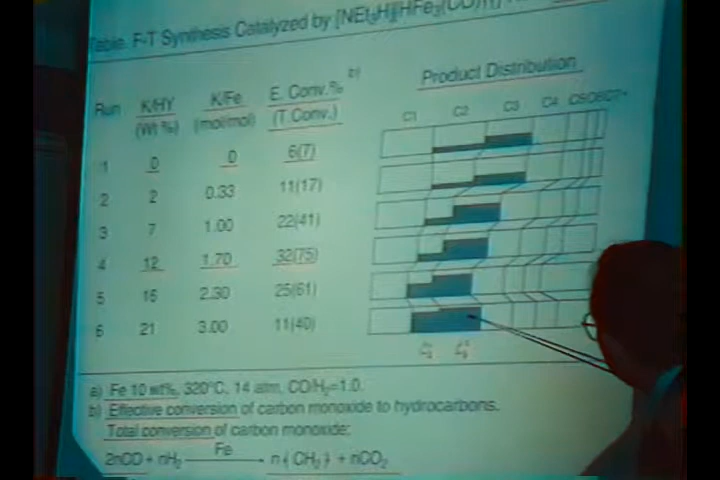 Table. F-T Synthesis Catalyzed by [NEt3H][HFe3(CO)11]
Product Distribution
Run K/HY K/Fe E. Conv.% b)
(Wt %) (mol/mol) (T Conv.)
C1 C2 C3 C4 C5C6C7+
1 0 0 6(7)
2 2 0.33 11(17)
3 7 1.00 22(41)
4 12 1.70 32(75)
5 16 2.30 25(61)
6 21 3.00 11(40)
a) Fe 10 wt%, 320°C, 14 atm, CO/H2=1.0.
b) Effective conversion of carbon monoxide to hydrocarbons.
Total conversion of carbon monoxide:
2nCO + nH2 Fe n(CH2) + nCO2